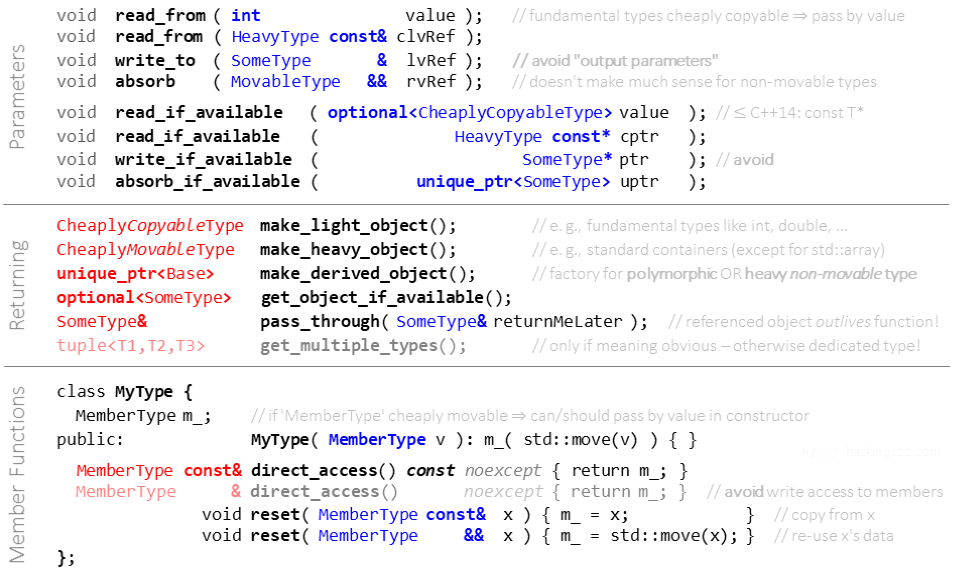 Parameters
void read_from ( int value ); // fundamental types cheaply copyable ⇒ pass by value
void read_from ( HeavyType const& clvRef );
void write_to ( SomeType & lvRef ); // avoid "output parameters"
void absorb ( MovableType && rvRef ); // doesn't make much sense for non-movable types
void read_if_available ( optional<CheaplyCopyableType> value ); // ≤ C++14: const T*
void read_if_available ( HeavyType const* cptr );
void write_if_available ( SomeType* ptr ); // avoid
void absorb_if_available ( unique_ptr<SomeType> uptr );
Returning
CheaplyCopyableType make_light_object(); // e. g., fundamental types like int, double, ...
CheaplyMovableType make_heavy_object(); // e. g., standard containers (except for std::array)
unique_ptr<Base> make_derived_object(); // factory for polymorphic OR heavy non-movable type
optional<SomeType> get_object_if_available();
SomeType& pass_through( SomeType& returnMeLater ); // referenced object outlives function!
tuple<T1,T2,T3> get_multiple_types(); // only if meaning obvious – otherwise dedicated type!
Member Functions
class MyType {
MemberType m_; // if 'MemberType' cheaply movable ⇒ can/should pass by value in constructor
public: MyType( MemberType v ): m_( std::move(v) ) { }
MemberType const& direct_access() const noexcept { return m_; }
MemberType & direct_access() noexcept { return m_; } // avoid write access to members
void reset( MemberType const& x ) { m_ = x; } // copy from x
void reset( MemberType && x ) { m_ = std::move(x); } // re-use x's data
};